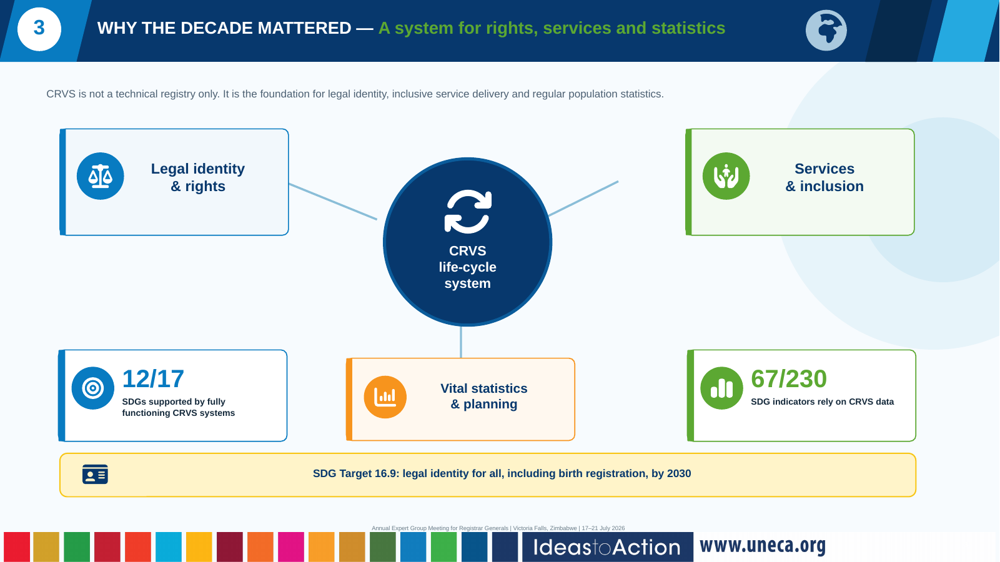 3
WHY THE DECADE MATTERED — A system for rights, services and statistics
CRVS is not a technical registry only. It is the foundation for legal identity, inclusive service delivery and regular population statistics.
Legal identity
& rights
Services
& inclusion
CRVS
life-cycle
system
12/17
SDGs supported by fully
functioning CRVS systems
Vital statistics
& planning
67/230
SDG indicators rely on CRVS data
SDG Target 16.9: legal identity for all, including birth registration, by 2030
Annual Expert Group Meeting for Registrar Generals | Victoria Falls, Zimbabwe | 17–21 July 2026
IdeastoAction
www.uneca.org